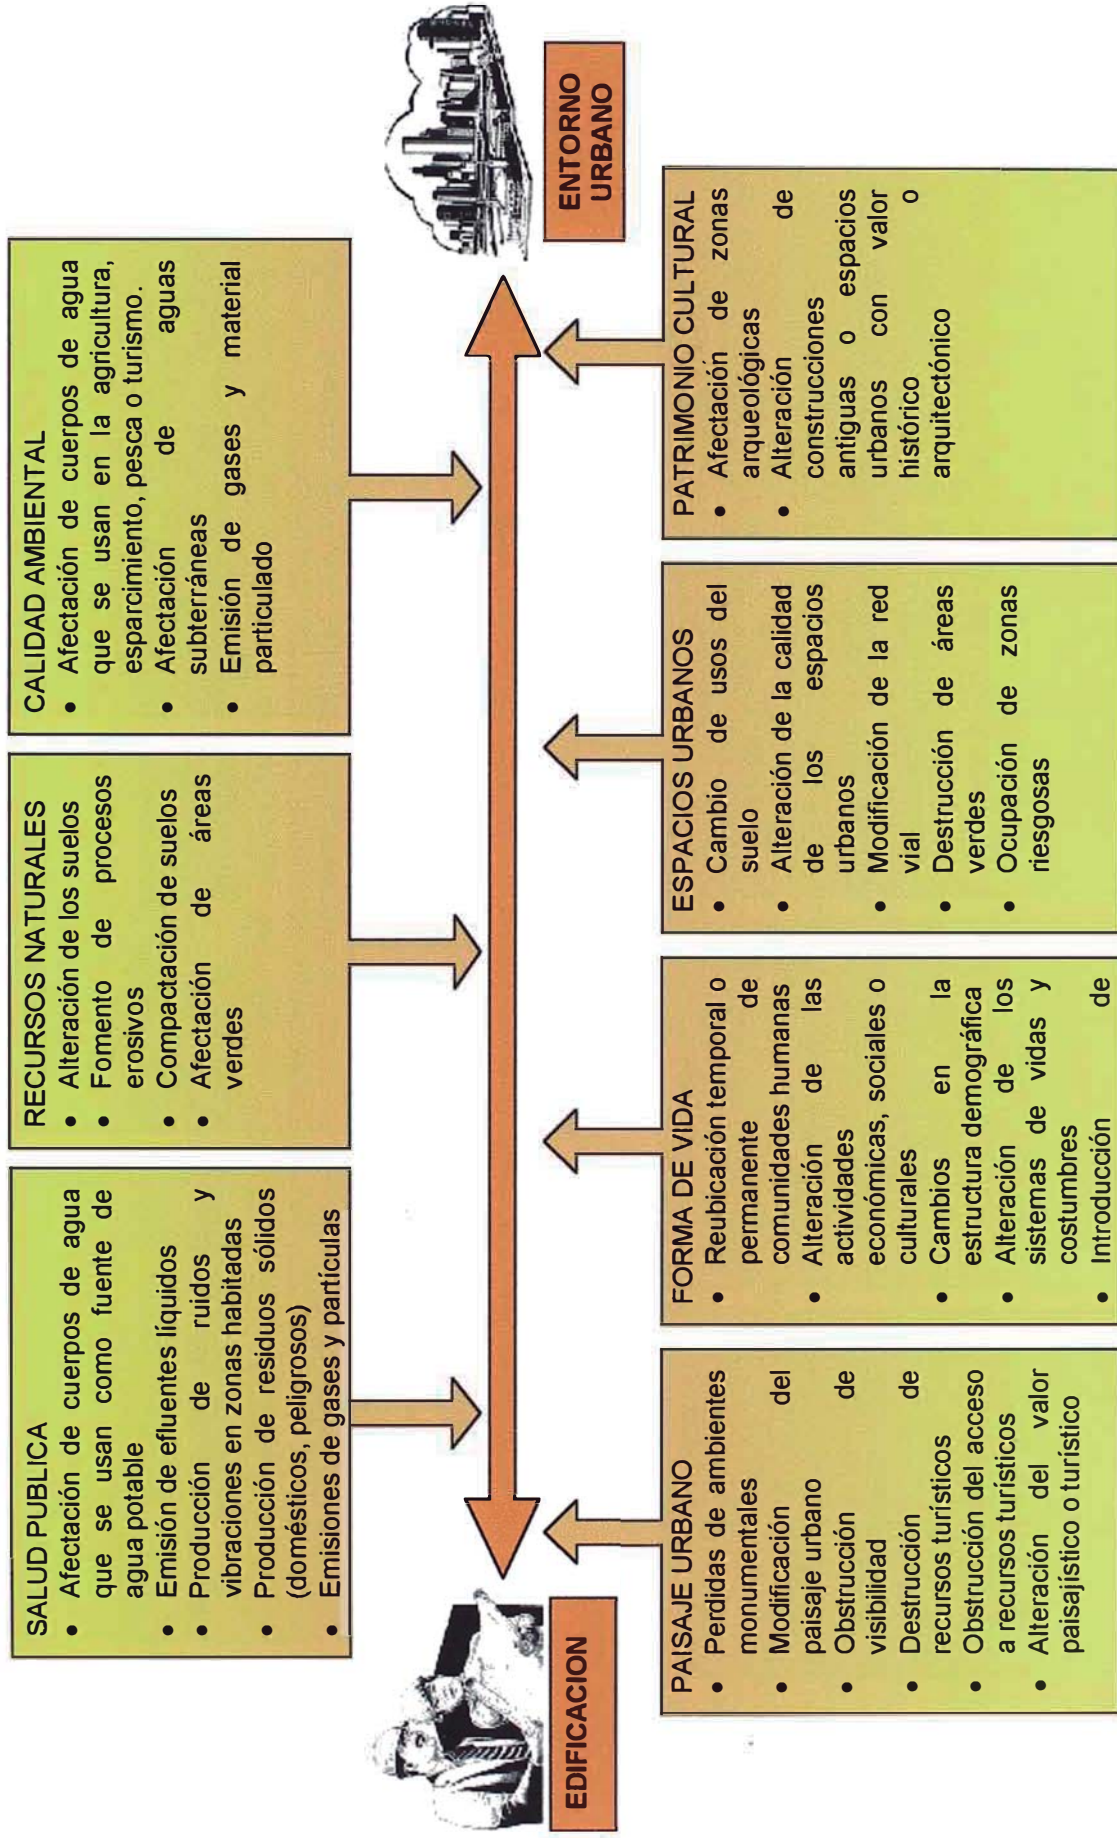 SALUD PUBLICA
• Afectación de cuerpos de agua
que se usan como fuente de
agua potable
• Emisión de efluentes líquidos
• Producción de ruidos y
vibraciones en zonas habitadas
• Producción de residuos sólidos
(domésticos, peligrosos)
• Emisiones de gases y partículas
RECURSOS NATURALES
• Alteración de los suelos
• Fomento de procesos
erosivos
• Compactación de suelos
• Afectación de áreas
verdes
CALIDAD AMBIENTAL
• Afectación de cuerpos de agua
que se usan en la agricultura,
esparcimiento, pesca o turismo.
• Afectación de aguas
subterráneas
• Emisión de gases y material
particulado
EDIFICACION
ENTORNO
URBANO
PAISAJE URBANO
• Perdidas de ambientes
monumentales
• Modificación del
paisaje urbano
• Obstrucción de
visibilidad
• Destrucción de
recursos turísticos
• Obstrucción del acceso
a recursos turísticos
• Alteración del valor
paisajístico o turístico
FORMA DE VIDA
• Reubicación temporal o
permanente de
comunidades humanas
• Alteración de las
actividades
económicas, sociales o
culturales
• Cambios en la
estructura demográfica
• Alteración de los
sistemas de vidas y
costumbres
• Introducción de
ESPACIOS URBANOS
• Cambio de usos del
suelo
• Alteración de la calidad
de los espacios
urbanos
• Modificación de la red
vial
• Destrucción de áreas
verdes
• Ocupación de zonas
riesgosas
PATRIMONIO CULTURAL
• Afectación de zonas
arqueológicas
• Alteración de
construcciones
antiguas o espacios
urbanos con valor
histórico o
arquitectónico